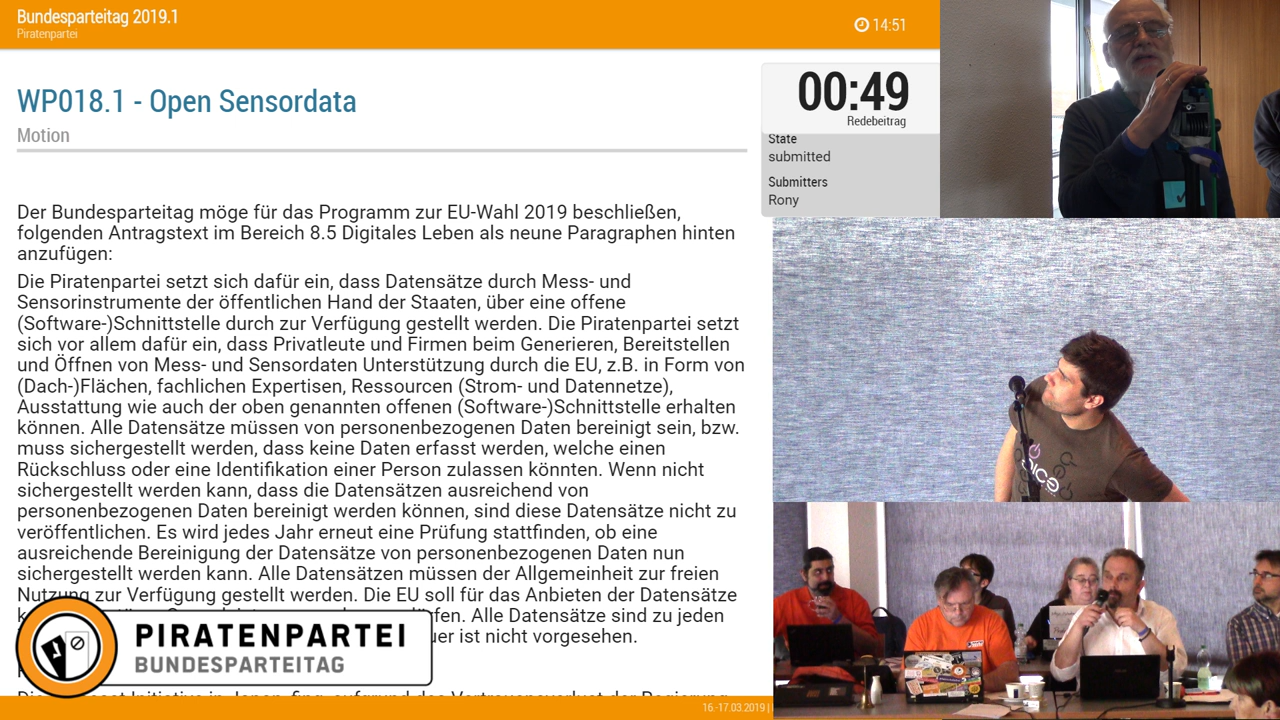 Bundesparteitag 2019.1
Piratenpartei
14:51
WP018.1 - Open Sensordata
Motion
00:49
Redebeitrag
State
submitted
Submitters
Rony
Der Bundesparteitag möge für das Programm zur EU-Wahl 2019 beschließen,
folgenden Antragstext im Bereich 8.5 Digitales Leben als neune Paragraphen hinten
anzufügen:
Die Piratenpartei setzt sich dafür ein, dass Datensätze durch Mess- und
Sensorinstrumente der öffentlichen Hand der Staaten, über eine offene
(Software-)Schnittstelle durch zur Verfügung gestellt werden. Die Piratenpartei setzt
sich vor allem dafür ein, dass Privatleute und Firmen beim Generieren, Bereitstellen
und Öffnen von Mess- und Sensordaten Unterstützung durch die EU, z.B. in Form von
(Dach-)Flächen, fachlichen Expertisen, Ressourcen (Strom- und Datennetze),
Ausstattung wie auch der oben genannten offenen (Software-)Schnittstelle erhalten
können. Alle Datensätze müssen von personenbezogenen Daten bereinigt sein, bzw.
muss sichergestellt werden, dass keine Daten erfasst werden, welche einen
Rückschluss oder eine Identifikation einer Person zulassen könnten. Wenn nicht
sichergestellt werden kann, dass die Datensätzen ausreichend von
personenbezogenen Daten bereinigt werden können, sind diese Datensätze nicht zu
veröffentlichen. Es wird jedes Jahr erneut eine Prüfung stattfinden, ob eine
ausreichende Bereinigung der Datensätze von personenbezogenen Daten nun
sichergestellt werden kann. Alle Datensätzen müssen der Allgemeinheit zur freien
Nutzung zur Verfügung gestellt werden. Die EU soll für das Anbieten der Datensätze
Alle Datensätze sind zu jeden
ist nicht vorgesehen.
PIRATENPARTEI
BUNDESPARTEITAG
16.-17.03.2019 |